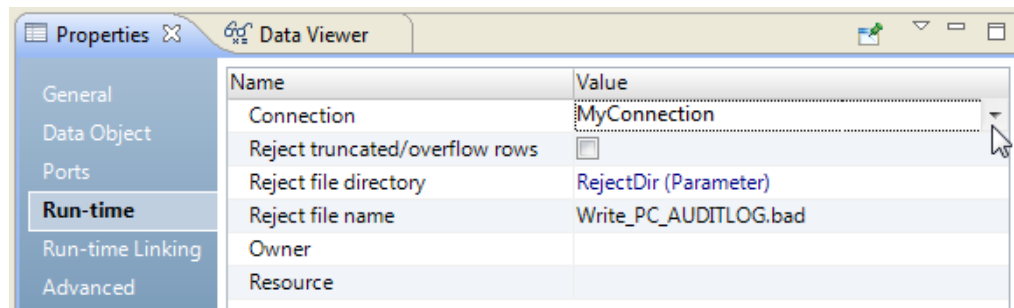 Properties Data Viewer
General
Data Object
Ports
Run-time
Run-time Linking
Advanced
Name Value
Connection MyConnection
Reject truncated/overflow rows
Reject file directory RejectDir (Parameter)
Reject file name Write_PC_AUDITLOG.bad
Owner
Resource